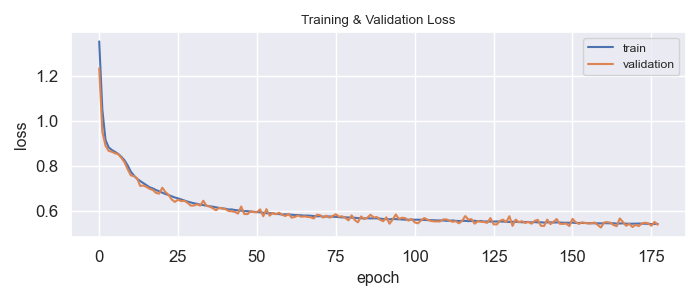 Training & Validation Loss
train
validation
loss
1.2
1.0
0.8
0.6
0 25 50 75 100 125 150 175
epoch